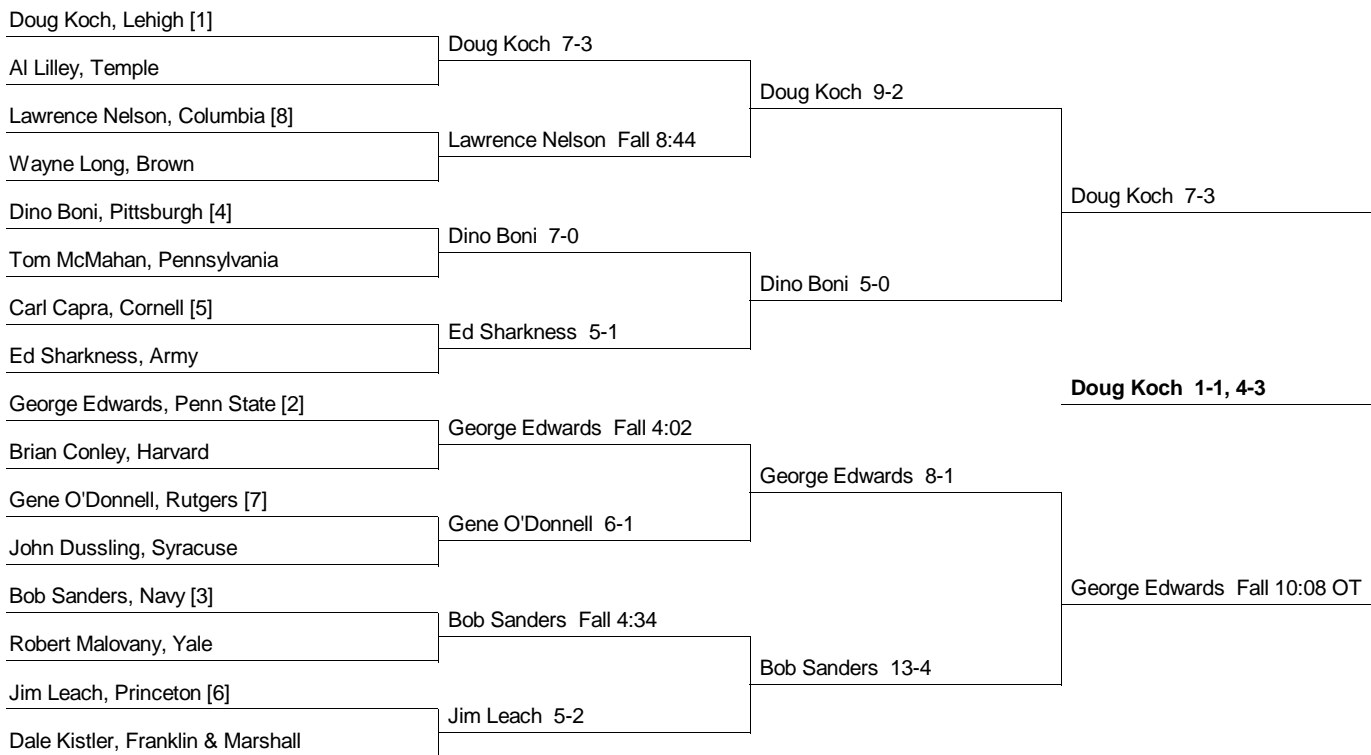 Doug Koch, Lehigh [1]
Doug Koch 7-3
Al Lilley, Temple
Doug Koch 9-2
Lawrence Nelson, Columbia [8]
Lawrence Nelson Fall 8:44
Wayne Long, Brown
Doug Koch 7-3
Dino Boni, Pittsburgh [4]
Dino Boni 7-0
Tom McMahan, Pennsylvania
Dino Boni 5-0
Carl Capra, Cornell [5]
Ed Sharkness 5-1
Ed Sharkness, Army
Doug Koch 1-1, 4-3
George Edwards, Penn State [2]
George Edwards Fall 4:02
Brian Conley, Harvard
George Edwards 8-1
Gene O'Donnell, Rutgers [7]
Gene O'Donnell 6-1
John Dussling, Syracuse
George Edwards Fall 10:08 OT
Bob Sanders, Navy [3]
Bob Sanders Fall 4:34
Robert Malovany, Yale
Bob Sanders 13-4
Jim Leach, Princeton [6]
Jim Leach 5-2
Dale Kistler, Franklin & Marshall